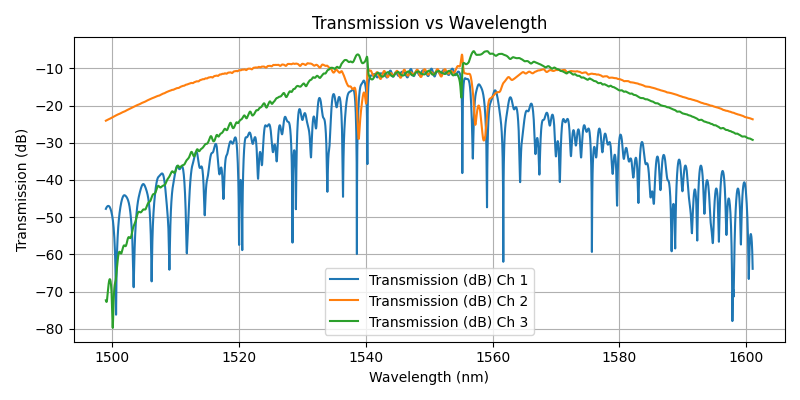 Transmission vs Wavelength
Transmission (dB)
−10
−20
−30
−40
−50
−60
−70
−80
Transmission (dB) Ch 1
Transmission (dB) Ch 2
Transmission (dB) Ch 3
1500 1520 1540 1560 1580 1600
Wavelength (nm)